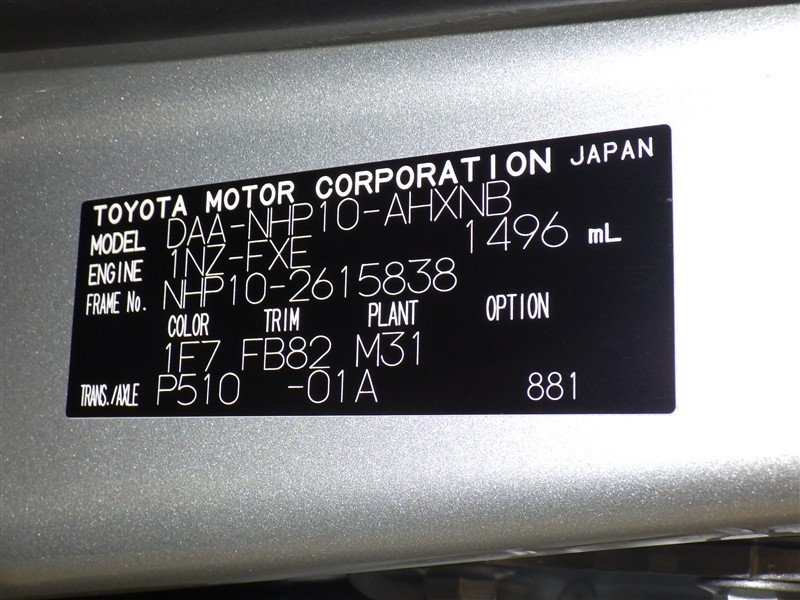 TOYOTA MOTOR CORPORATION JAPAN
MODEL DAA-NHP10-AHXNB
ENGINE 1NZ-FXE 1496 mL
FRAME No. NHP10-2615838
COLOR TRIM PLANT OPTION
1F7 FB82 M31
TRANS./AXLE P510 -01A 881